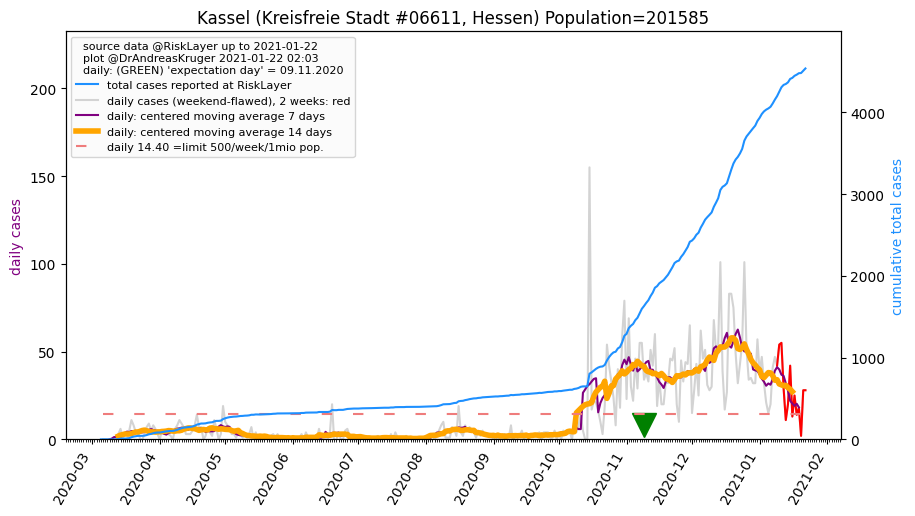 Kassel (Kreisfreie Stadt #06611, Hessen) Population=201585
source data @RiskLayer up to 2021-01-22
plot @DrAndreasKruger 2021-01-22 02:03
daily: (GREEN) 'expectation day' = 09.11.2020
total cases reported at RiskLayer
daily cases (weekend-flawed), 2 weeks: red
daily: centered moving average 7 days
daily: centered moving average 14 days
daily 14.40 =limit 500/week/1mio pop.
daily cases
200
150
100
50
0
cumulative total cases
4000
3000
2000
1000
0
2020-03
2020-04
2020-05
2020-06
2020-07
2020-08
2020-09
2020-10
2020-11
2020-12
2021-01
2021-02